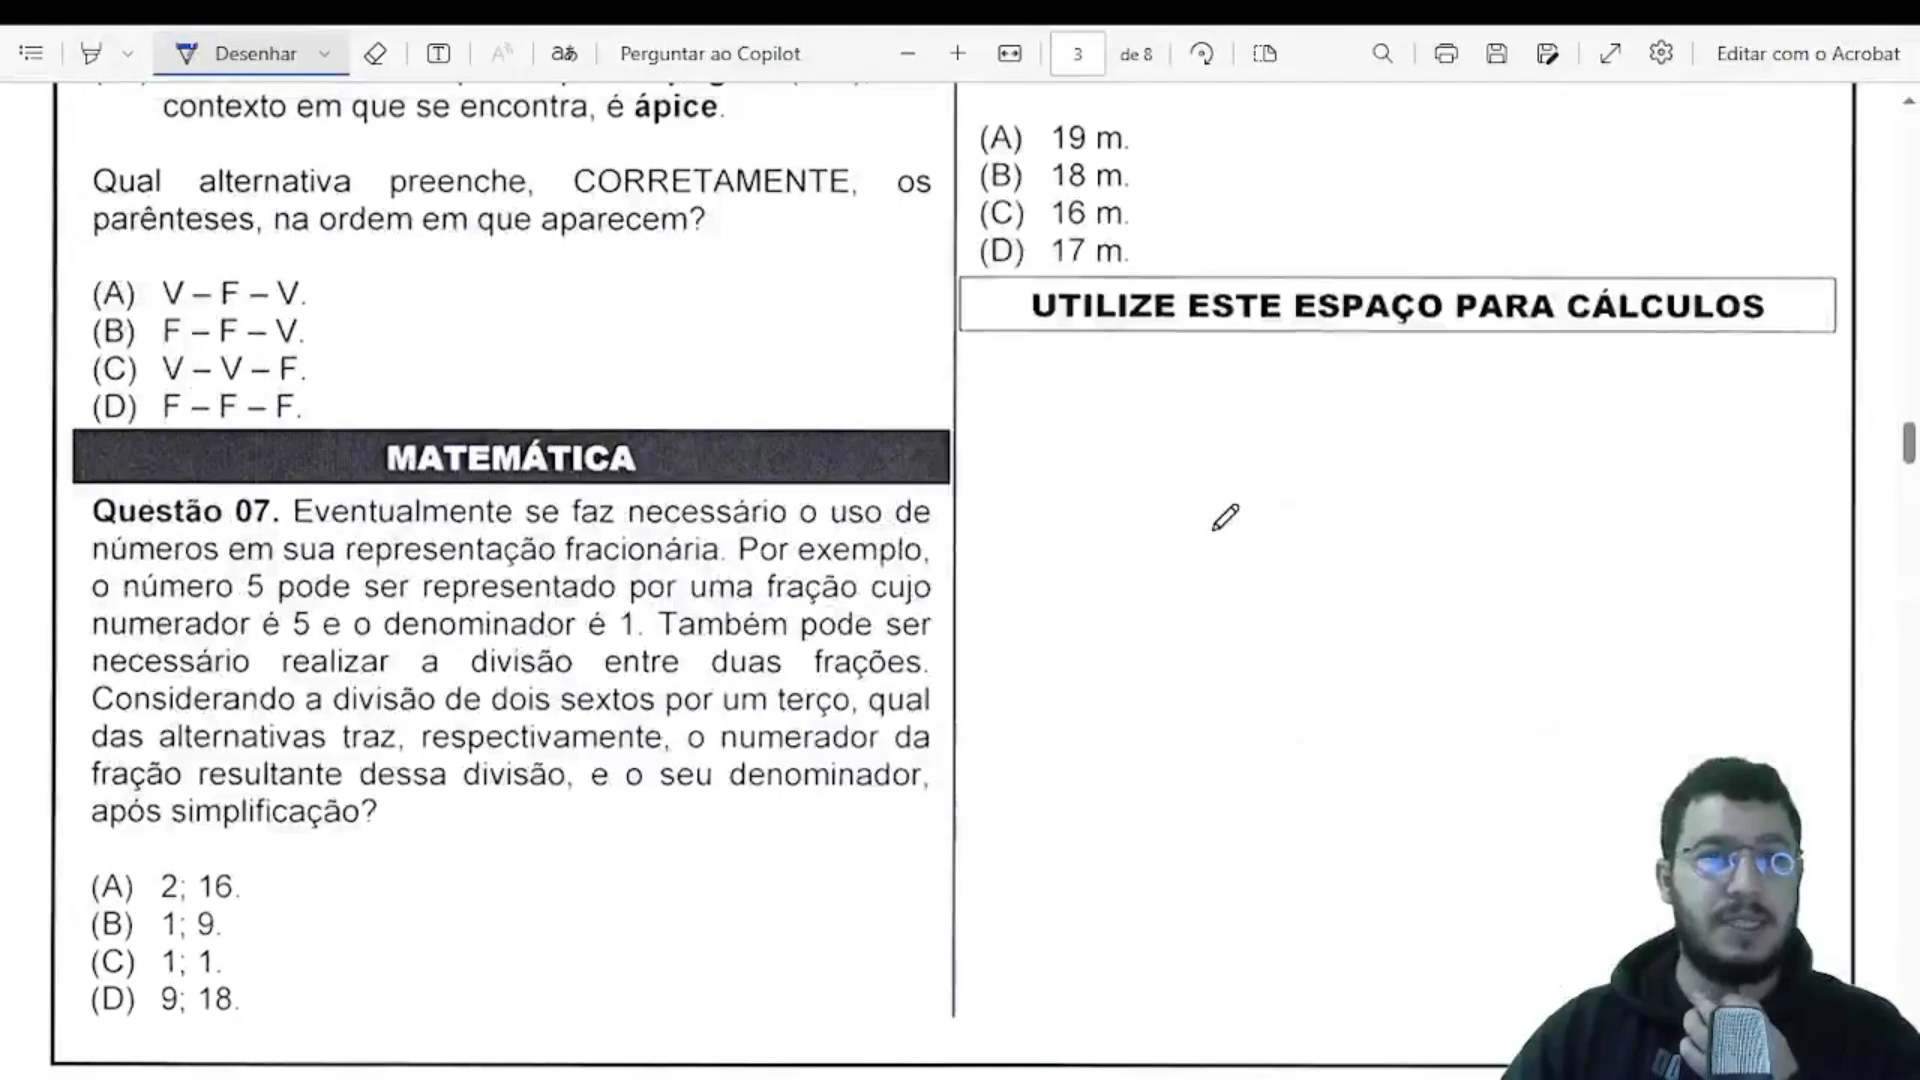 Desenhar
aあ
Perguntar ao Copilot
3
de 8
Editar com o Acrobat
contexto em que se encontra, é ápice.
Qual alternativa preenche, CORRETAMENTE, os
parênteses, na ordem em que aparecem?
(A) V – F – V.
(B) F – F – V.
(C) V – V – F.
(D) F – F – F.
MATEMÁTICA
Questão 07. Eventualmente se faz necessário o uso de
números em sua representação fracionária. Por exemplo,
o número 5 pode ser representado por uma fração cujo
numerador é 5 e o denominador é 1. Também pode ser
necessário realizar a divisão entre duas frações.
Considerando a divisão de dois sextos por um terço, qual
das alternativas traz, respectivamente, o numerador da
fração resultante dessa divisão, e o seu denominador,
após simplificação?
(A) 2; 16.
(B) 1; 9.
(C) 1; 1.
(D) 9; 18.
(A) 19 m.
(B) 18 m.
(C) 16 m.
(D) 17 m.
UTILIZE ESTE ESPAÇO PARA CÁLCULOS